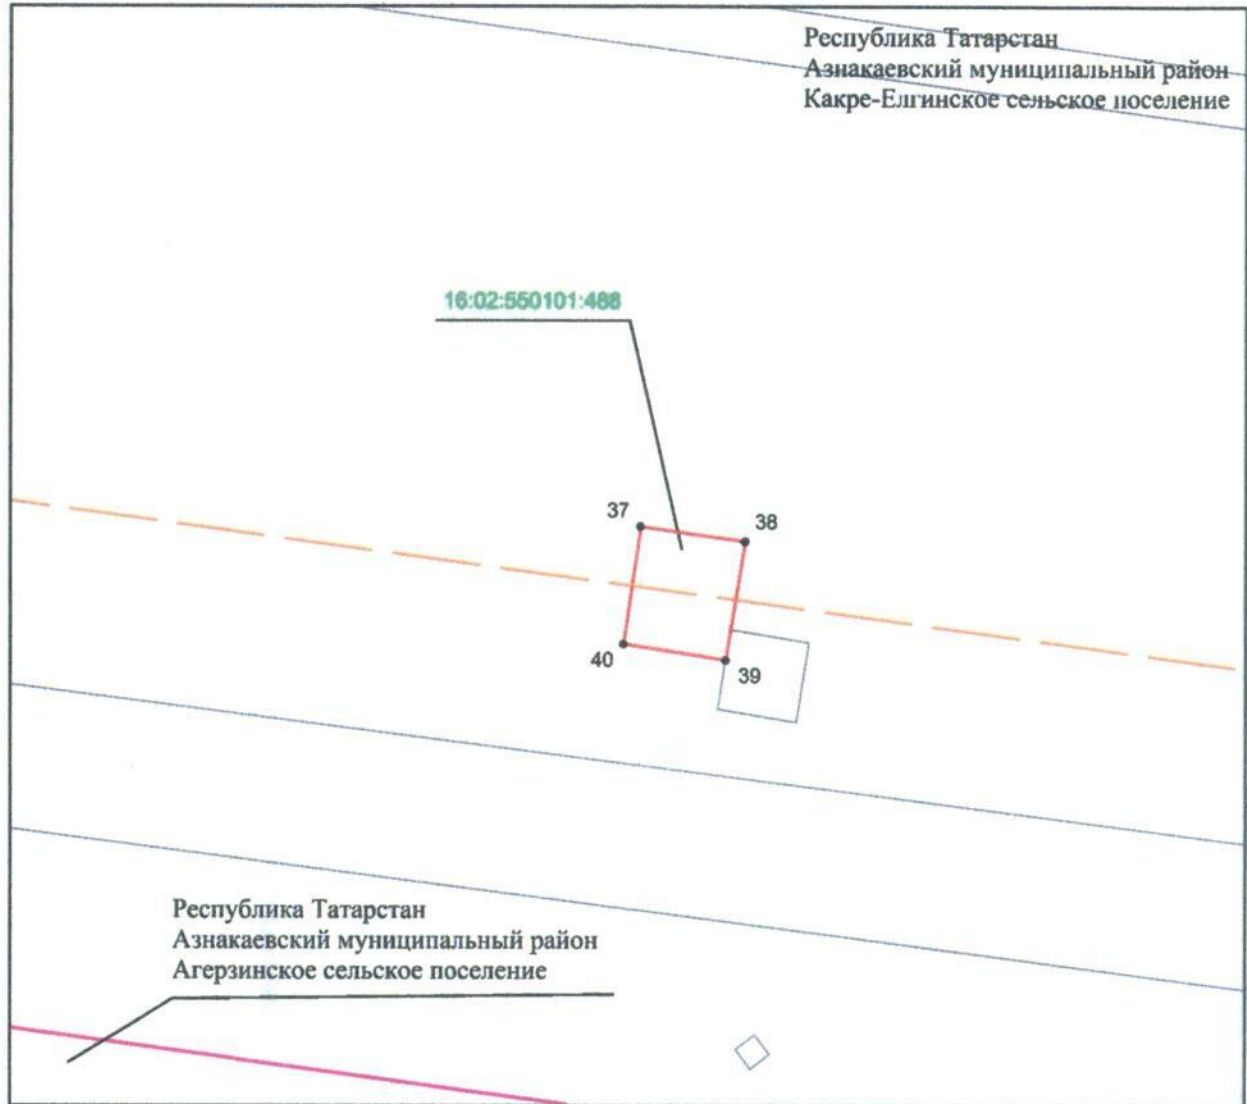 Республика Татарстан
Азнакаевский муниципальный район
Какре-Елгинское сельское поселение
16:02:550101:488
37
38
40
39
Республика Татарстан
Азнакаевский муниципальный район
Агерзинское сельское поселение